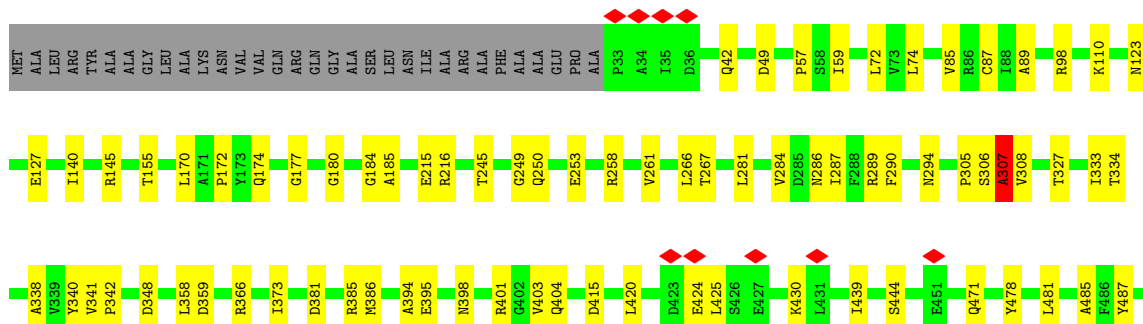 MET ALA LEU ARG TYR ALA ALA GLY LEU ALA LYS ASN VAL VAL GLN ARG GLN GLY ALA SER LEU ASN ILE ALA ARG ALA PHE ALA ALA GLU PRO ALA P33 A34 I35 D36 Q42 D49 P57 S58 I59 L72 V73 L74 V85 R86 C87 I88 A89 R98 K110 N123
E127 I140 R145 T155 L170 A171 P172 Y173 Q174 G177 G180 G184 A185 E215 R216 T245 G249 Q250 E253 R258 V261 L266 T267 L281 V284 D285 N286 I287 F288 R289 F290 N294 P305 S306 A307 V308 T327 I333 T334
A338 V339 Y340 V341 P342 D348 L358 D359 R366 I373 D381 R385 M386 A394 E395 N398 R401 G402 V403 Q404 D415 L420 D423 E424 L425 S426 E427 K430 L431 I439 S444 E451 Q471 Y478 L481 A485 F486 Y487